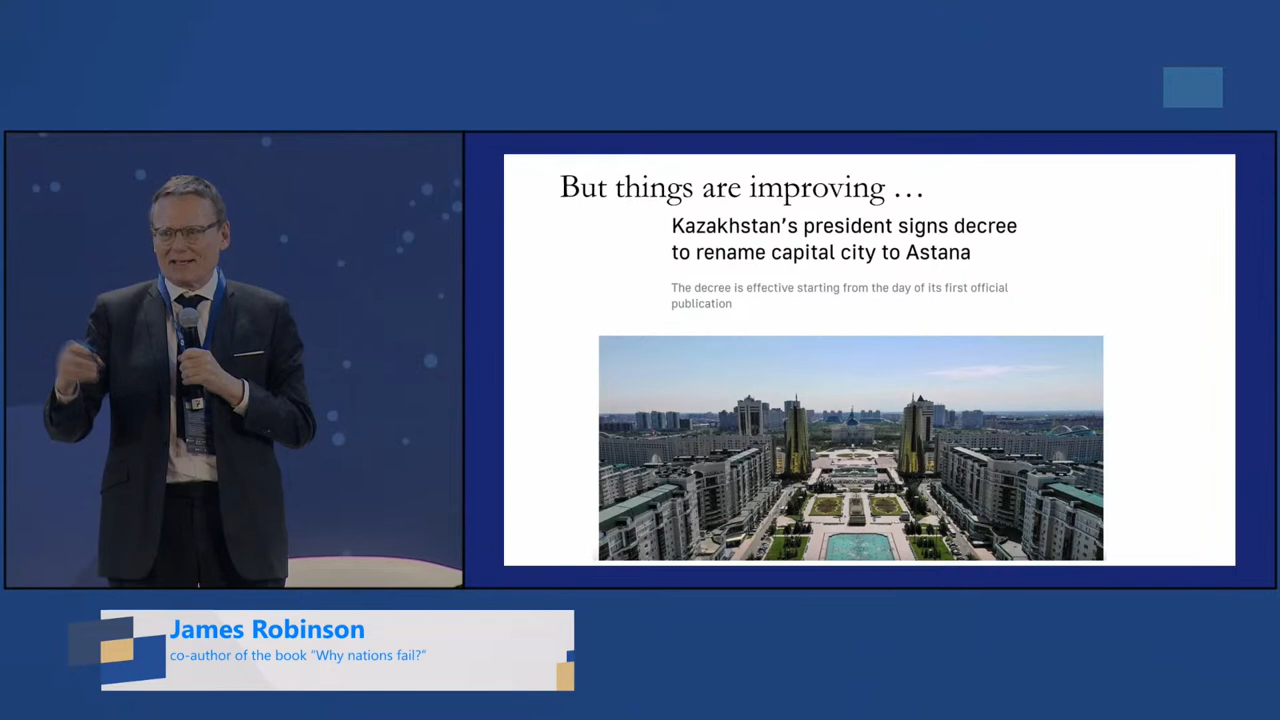 But things are improving …
Kazakhstan’s president signs decree
to rename capital city to Astana
The decree is effective starting from the day of its first official
publication
James Robinson
co-author of the book “Why nations fail?“